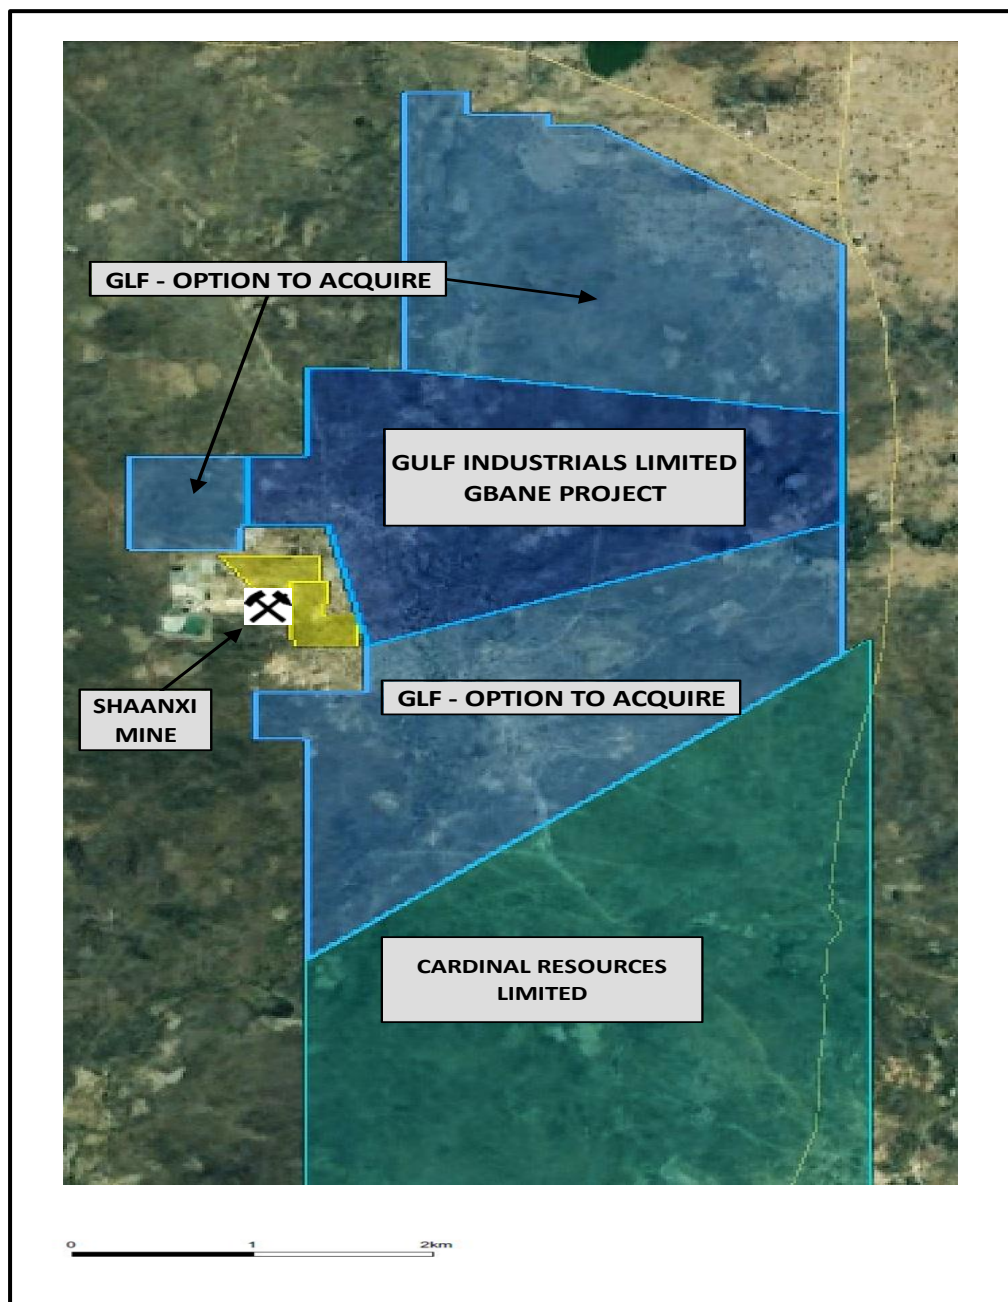 GLF - OPTION TO ACQUIRE
GULF INDUSTRIALS LIMITED
GBANE PROJECT
SHAANXI
MINE
GLF - OPTION TO ACQUIRE
CARDINAL RESOURCES
LIMITED
0 1 2km